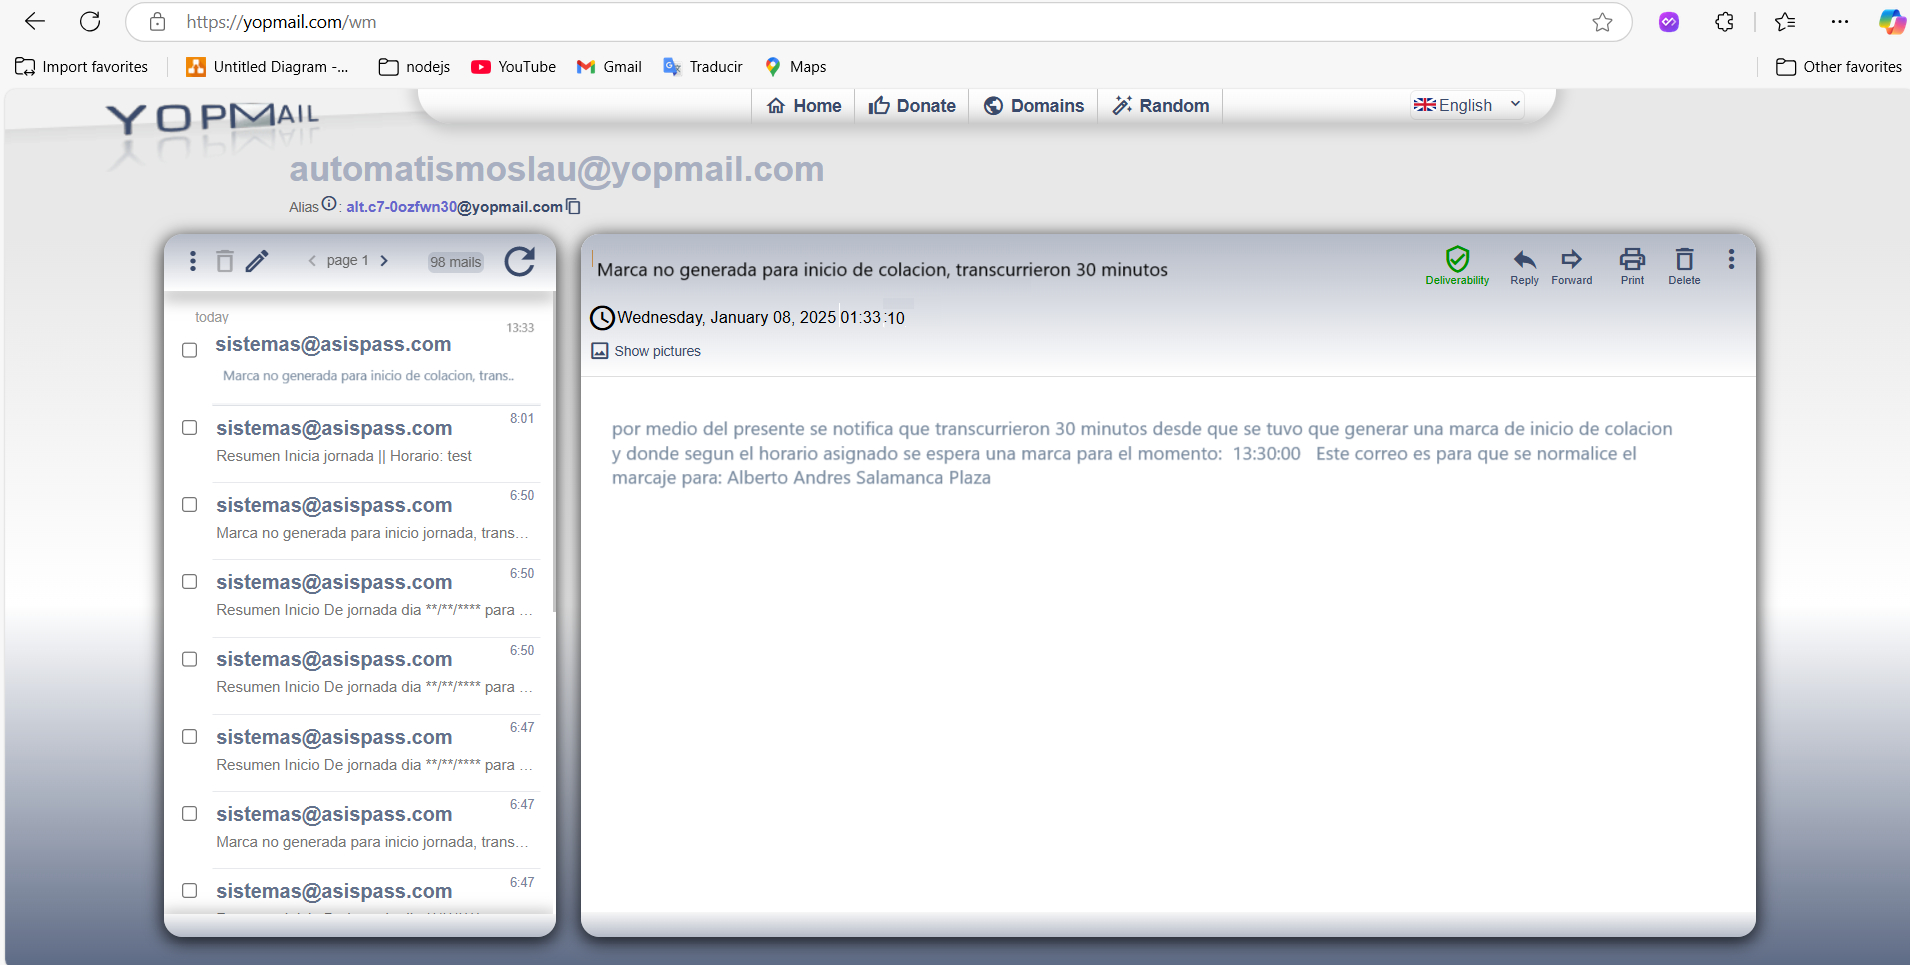 https://yopmail.com/wm
Import favorites
Untitled Diagram -...
nodejs
YouTube
Gmail
Traducir
Maps
Other favorites
YOPMAIL
Home
Donate
Domains
Random
English
automatismoslau@yopmail.com
Alias : alt.c7-0ozfwn30@yopmail.com
page 1
98 mails
today
13:33
sistemas@asispass.com
Marca no generada para inicio de colacion, trans..
8:01
sistemas@asispass.com
Resumen Inicia jornada || Horario: test
6:50
sistemas@asispass.com
Marca no generada para inicio jornada, trans...
6:50
sistemas@asispass.com
Resumen Inicio De jornada dia **/**/**** para ...
6:50
sistemas@asispass.com
Resumen Inicio De jornada dia **/**/**** para ...
6:47
sistemas@asispass.com
Resumen Inicio De jornada dia **/**/**** para ...
6:47
sistemas@asispass.com
Marca no generada para inicio jornada, trans...
6:47
sistemas@asispass.com
Marca no generada para inicio de colacion, transcurrieron 30 minutos
Deliverability
Reply
Forward
Print
Delete
Wednesday, January 08, 2025 01:33:10
Show pictures
por medio del presente se notifica que transcurrieron 30 minutos desde que se tuvo que generar una marca de inicio de colacion
y donde segun el horario asignado se espera una marca para el momento: 13:30:00 Este correo es para que se normalice el
marcaje para: Alberto Andres Salamanca Plaza